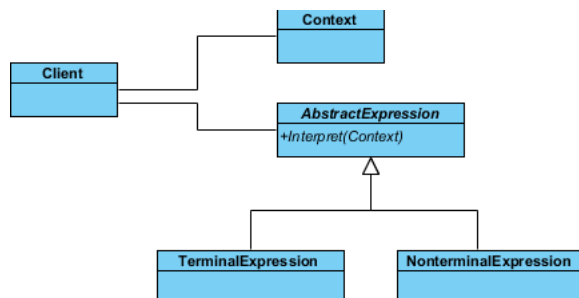 Context
Client
AbstractExpression
+Interpret(Context)
TerminalExpression
NonterminalExpression